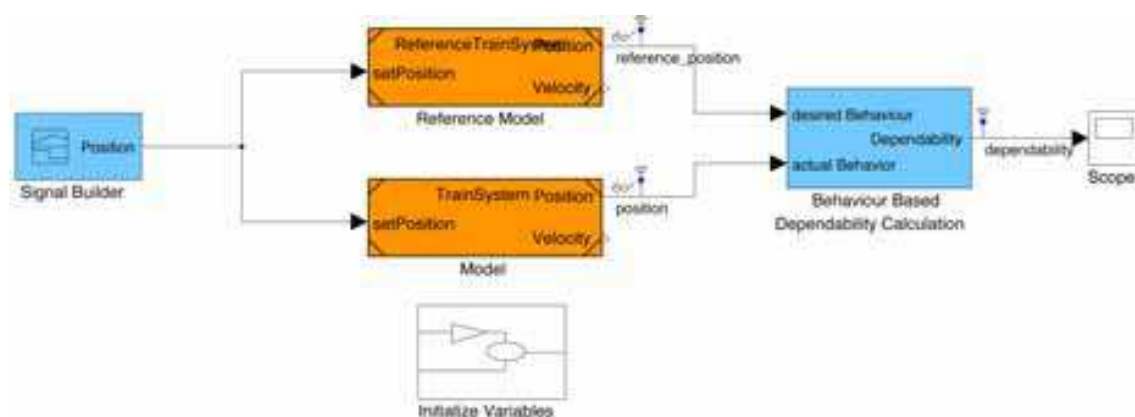 ReferenceTrainSystem
Position
setPosition
Velocity
Reference Model
reference_position
Position
Signal Builder
TrainSystem
Position
setPosition
Velocity
Model
position
desired Behaviour
Dependability
actual Behavior
Behaviour Based
Dependability Calculation
dependability
Scope
Initialize Variables